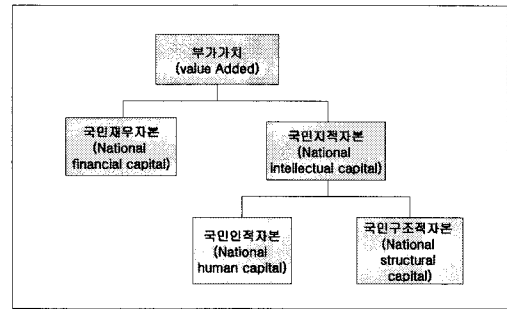 부가가치
(value Added)
국민재무자본
(National
financial capital)
국민지적자본
(National
intellectual capital)
국민인적자본
(National
human capital)
국민구조적자본
(National
structural
capital)